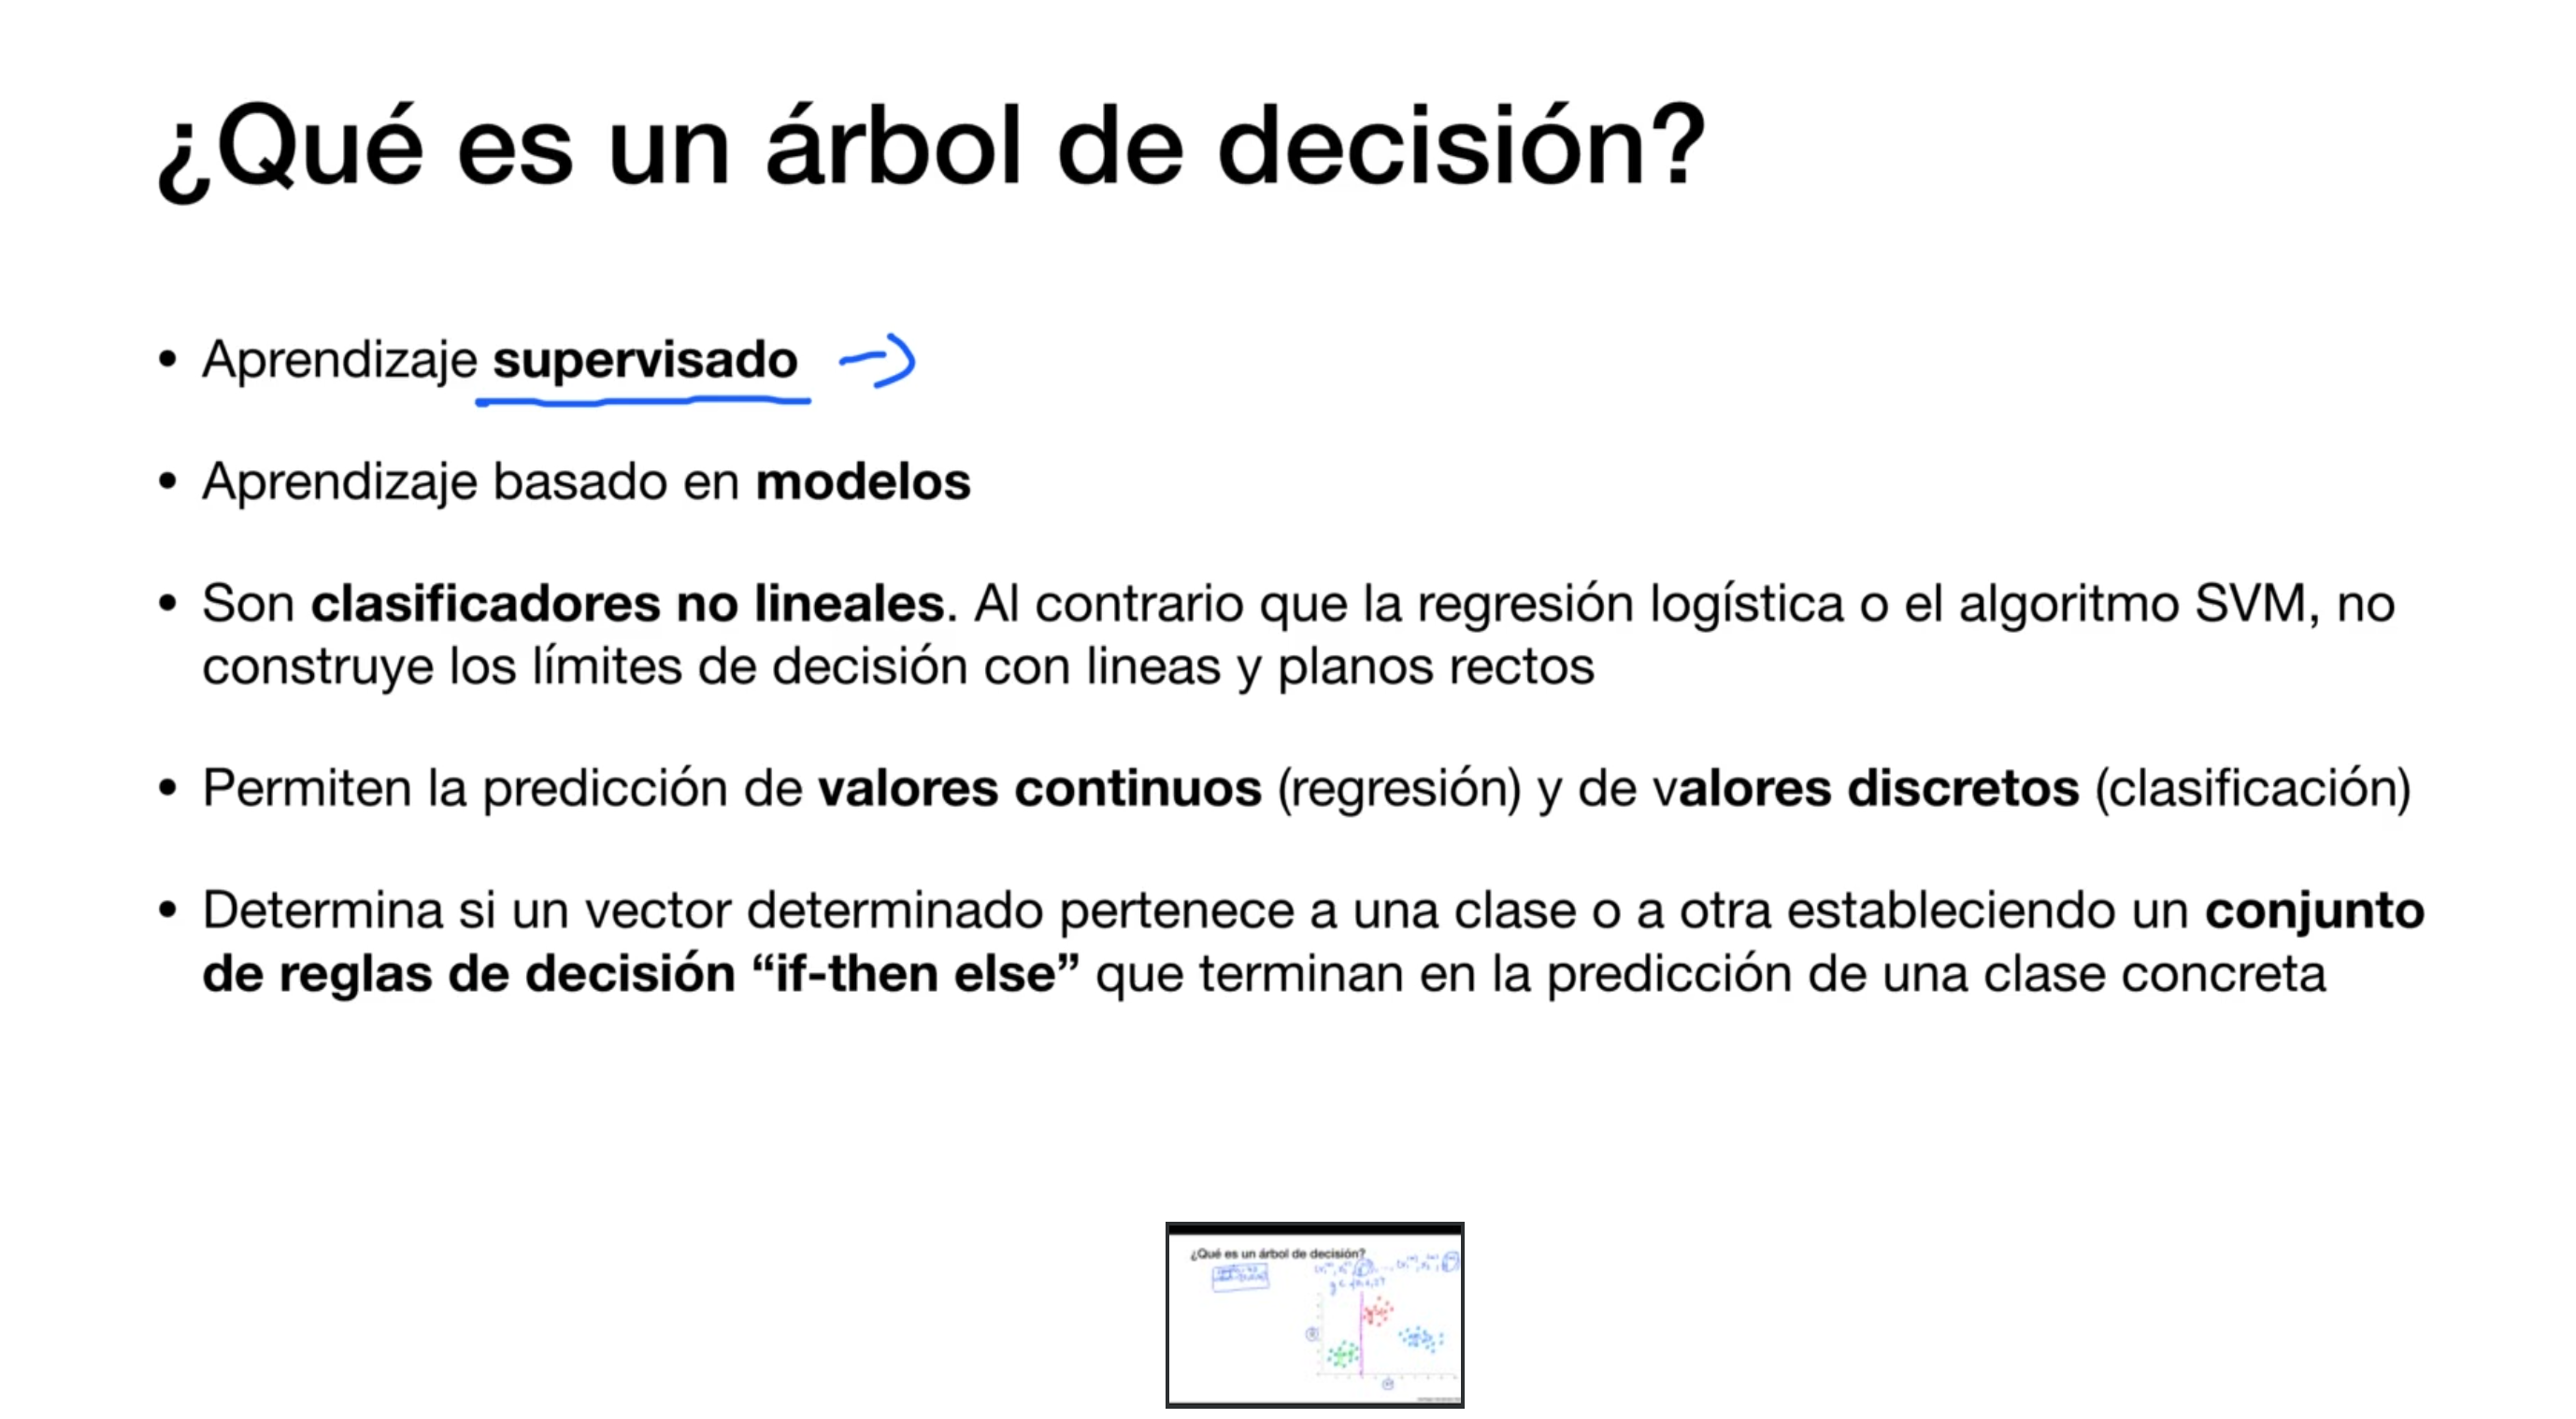 ¿Qué es un árbol de decisión?
• Aprendizaje supervisado
• Aprendizaje basado en modelos
• Son clasificadores no lineales. Al contrario que la regresión logística o el algoritmo SVM, no
construye los límites de decisión con lineas y planos rectos
• Permiten la predicción de valores continuos (regresión) y de valores discretos (clasificación)
• Determina si un vector determinado pertenece a una clase o a otra estableciendo un conjunto
de reglas de decisión “if-then else” que terminan en la predicción de una clase concreta
¿Qué es un árbol de decisión?